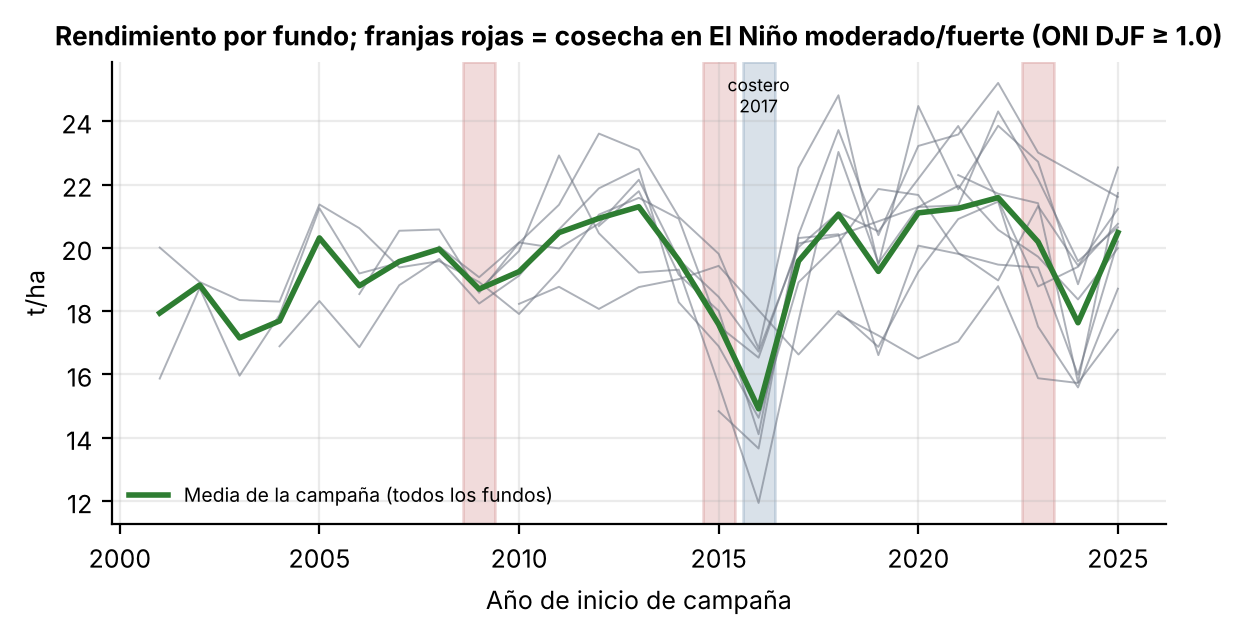 Rendimiento por fundo; franjas rojas = cosecha en El Niño moderado/fuerte (ONI DJF ≥ 1.0)
costero
2017
24
22
20
18
16
14
12
t/ha
Media de la campaña (todos los fundos)
2000
2005
2010
2015
2020
2025
Año de inicio de campaña